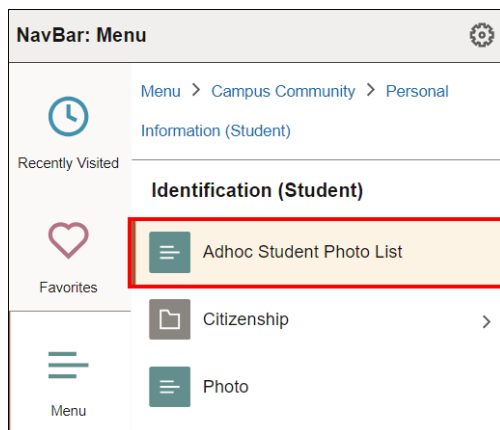 NavBar: Menu
Menu > Campus Community > Personal
Information (Student)
Recently Visited
Identification (Student)
Adhoc Student Photo List
Favorites
Citizenship
Photo
Menu